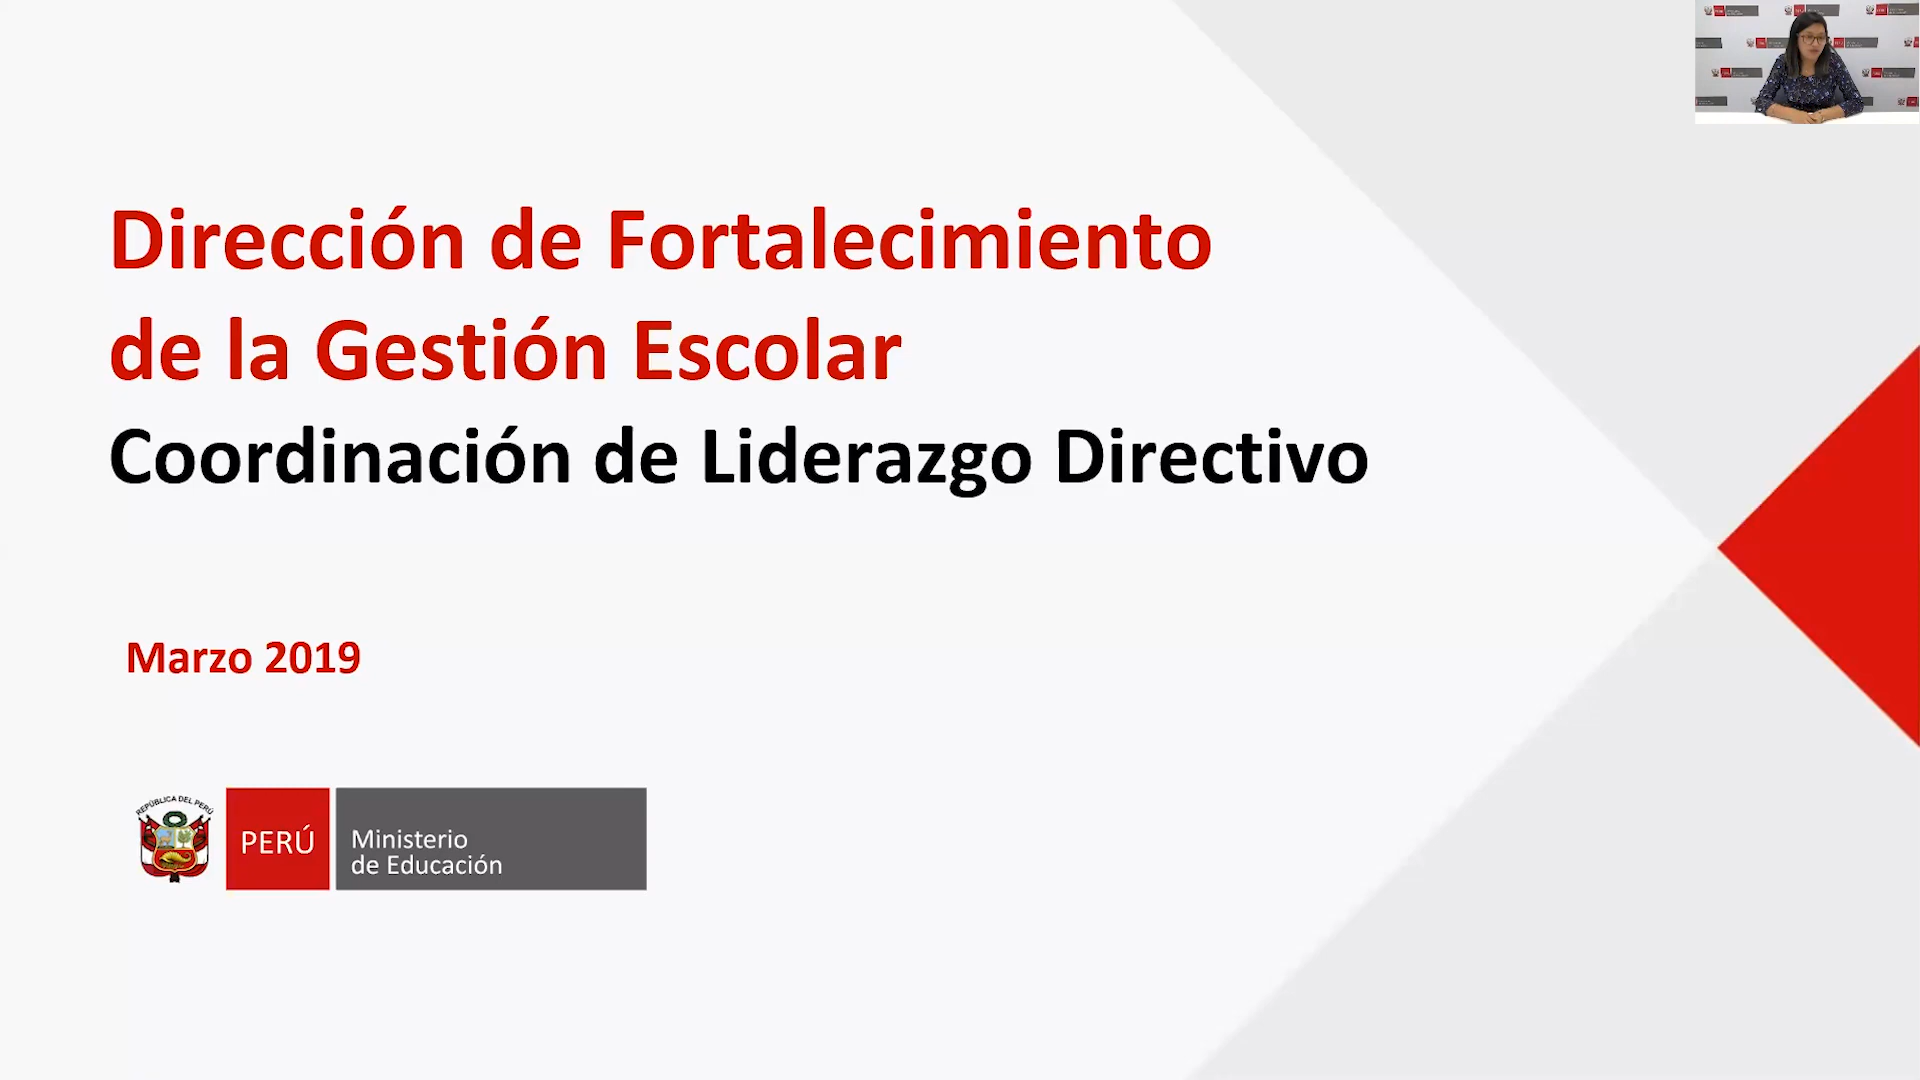 Dirección de Fortalecimiento
de la Gestión Escolar
Coordinación de Liderazgo Directivo
Marzo 2019
REPÚBLICA DEL PERÚ
PERÚ
Ministerio
de Educación